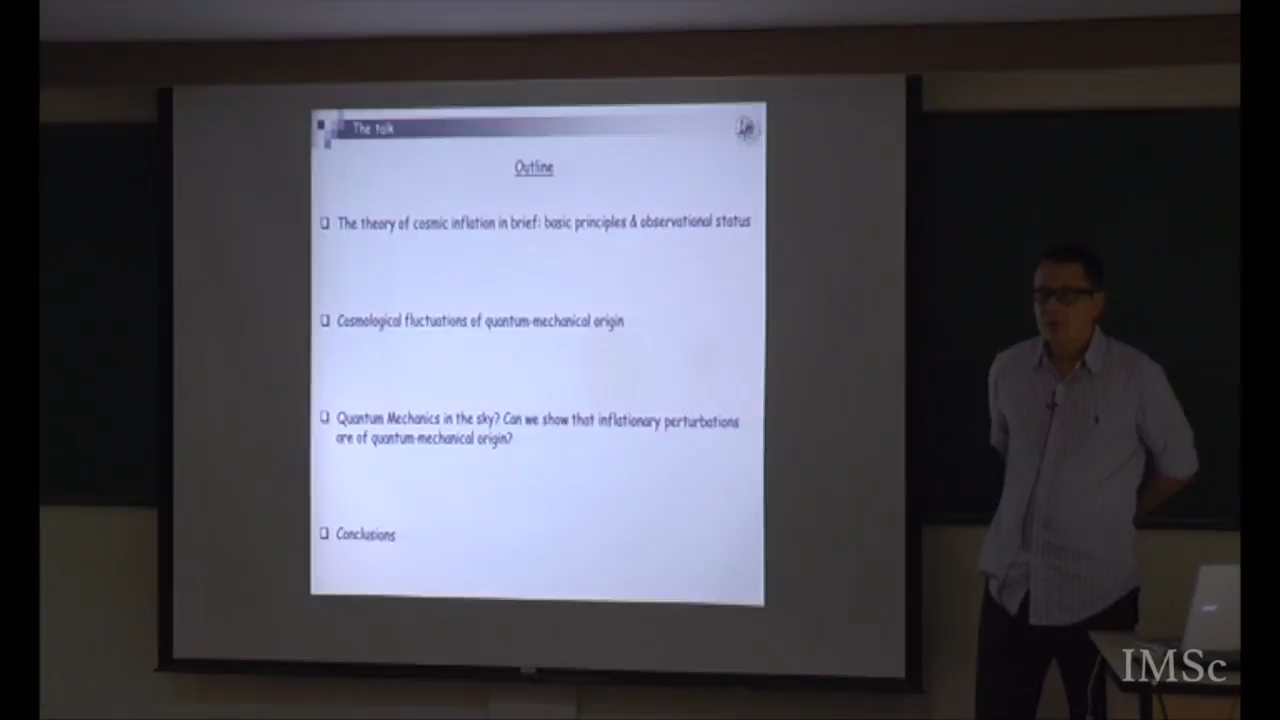 The talk
Outline
The theory of cosmic inflation in brief: basic principles & observational status
Cosmological fluctuations of quantum-mechanical origin
Quantum Mechanics in the sky? Can we show that inflationary perturbations
are of quantum-mechanical origin?
Conclusions
IMSc